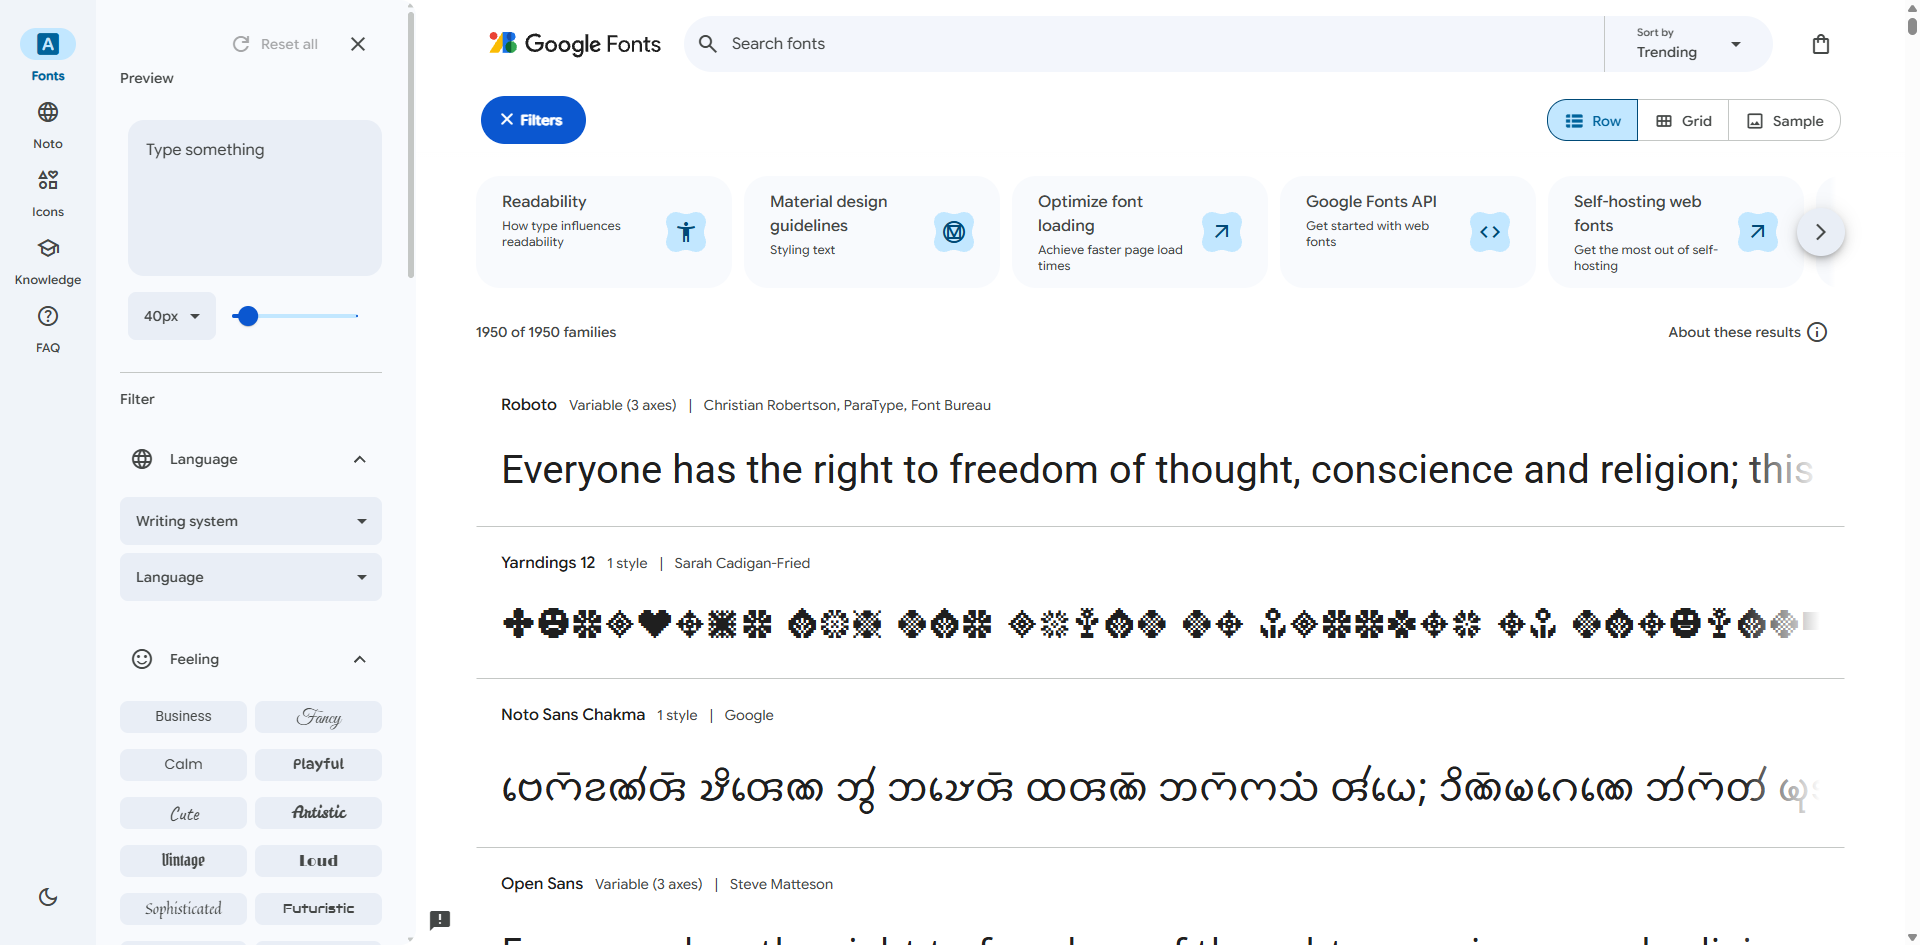 Fonts
Noto
Icons
Knowledge
FAQ
Reset all
Preview
Type something
40px
Filter
Language
Writing system
Language
Feeling
Business
Fancy
Calm
Playful
Cute
Artistic
Vintage
Loud
Sophisticated
Futuristic
Google Fonts
Search fonts
Sort by
Trending
Filters
Row
Grid
Sample
Readability
How type influences
readability
Material design
guidelines
Styling text
Optimize font
loading
Achieve faster page load
times
Google Fonts API
Get started with web
fonts
Self-hosting web
fonts
Get the most out of self-
hosting
1950 of 1950 families
About these results
Roboto Variable (3 axes) | Christian Robertson, ParaType, Font Bureau
Everyone has the right to freedom of thought, conscience and religion; this
Yarndings 12 1 style | Sarah Cadigan-Fried
Noto Sans Chakma 1 style | Google
Open Sans Variable (3 axes) | Steve Matteson